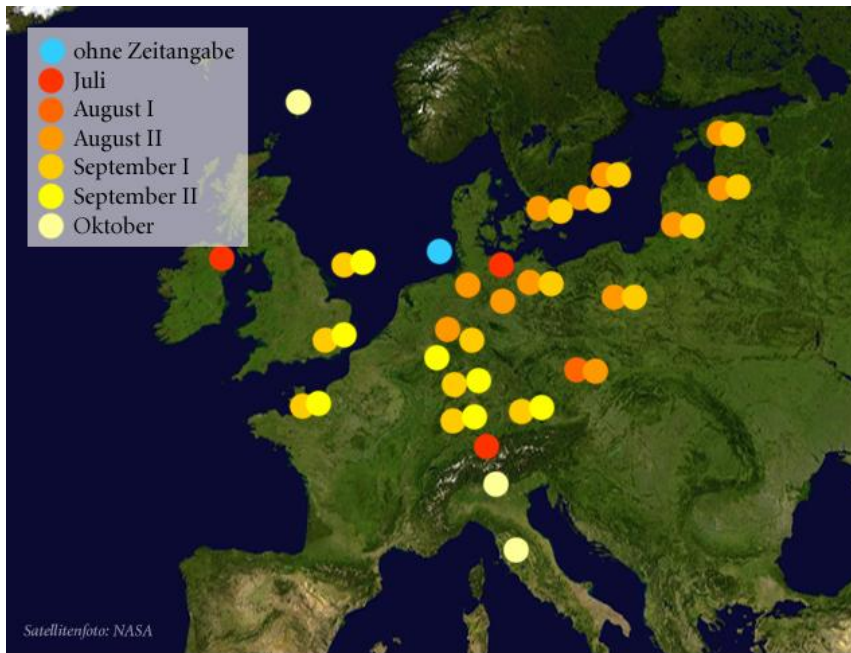 ohne Zeitangabe
Juli
August I
August II
September I
September II
Oktober
Satellitenfoto: NASA